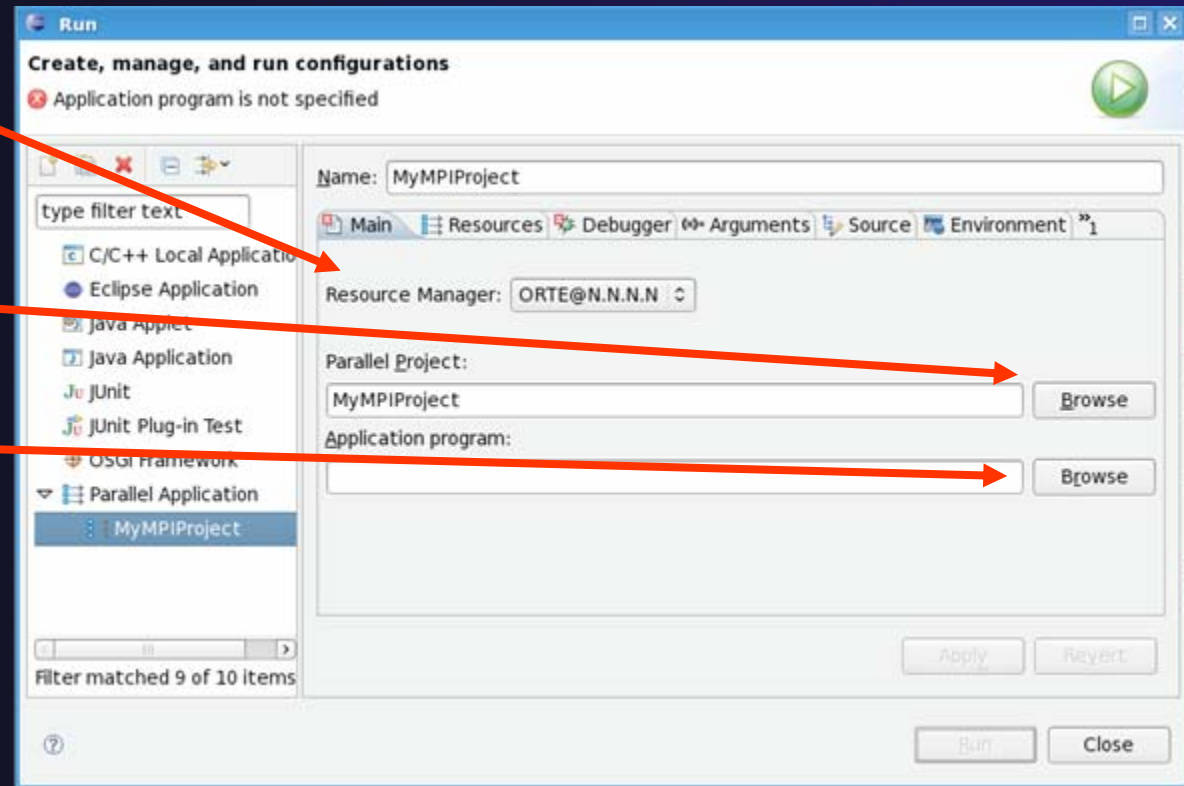 Run
Create, manage, and run configurations
Application program is not specified
type filter text
C/C++ Local Applicatio
Eclipse Application
Java Applet
Java Application
JUnit
JUnit Plug-in Test
OSGi Framework
Parallel Application
MyMPIProject
Filter matched 9 of 10 items
Name: MyMPIProject
Main Resources Debugger Arguments Source Environment »1
Resource Manager: ORTE@N.N.N.N
Parallel Project:
MyMPIProject Browse
Application program:
Browse
Apply Revert
Run Close